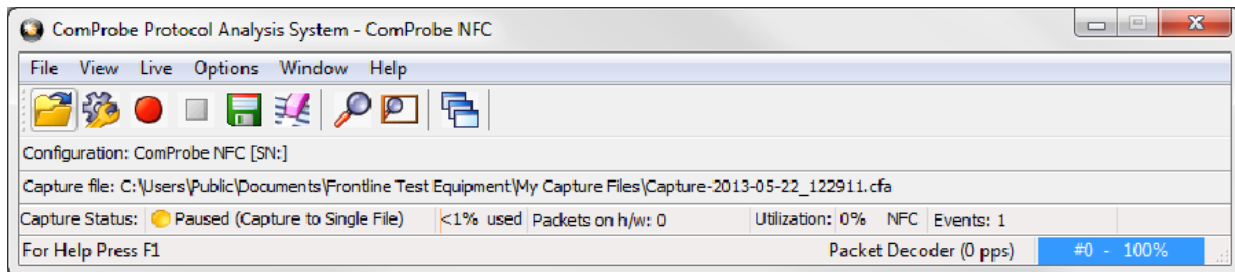 ComProbe Protocol Analysis System - ComProbe NFC
File View Live Options Window Help
Configuration: ComProbe NFC [SN:]
Capture file: C:\Users\Public\Documents\Frontline Test Equipment\My Capture Files\Capture-2013-05-22_122911.cfa
Capture Status: Paused (Capture to Single File) <1% used Packets on h/w: 0 Utilization: 0% NFC Events: 1
For Help Press F1 Packet Decoder (0 pps) #0 - 100%